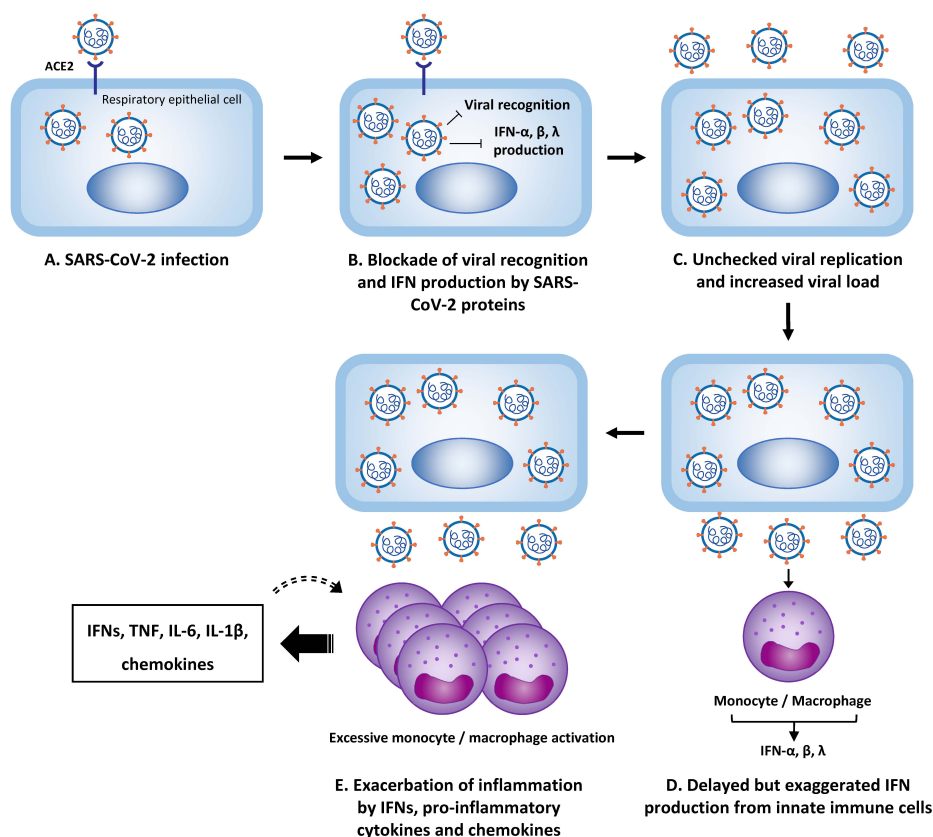 ACE2
Respiratory epithelial cell
A. SARS-CoV-2 infection
Viral recognition
IFN-α, β, λ
production
B. Blockade of viral recognition
and IFN production by SARS-
CoV-2 proteins
C. Unchecked viral replication
and increased viral load
Monocyte / Macrophage
IFN-α, β, λ
D. Delayed but exaggerated IFN
production from innate immune cells
IFNs, TNF, IL-6, IL-1β,
chemokines
Excessive monocyte / macrophage activation
E. Exacerbation of inflammation
by IFNs, pro-inflammatory
cytokines and chemokines